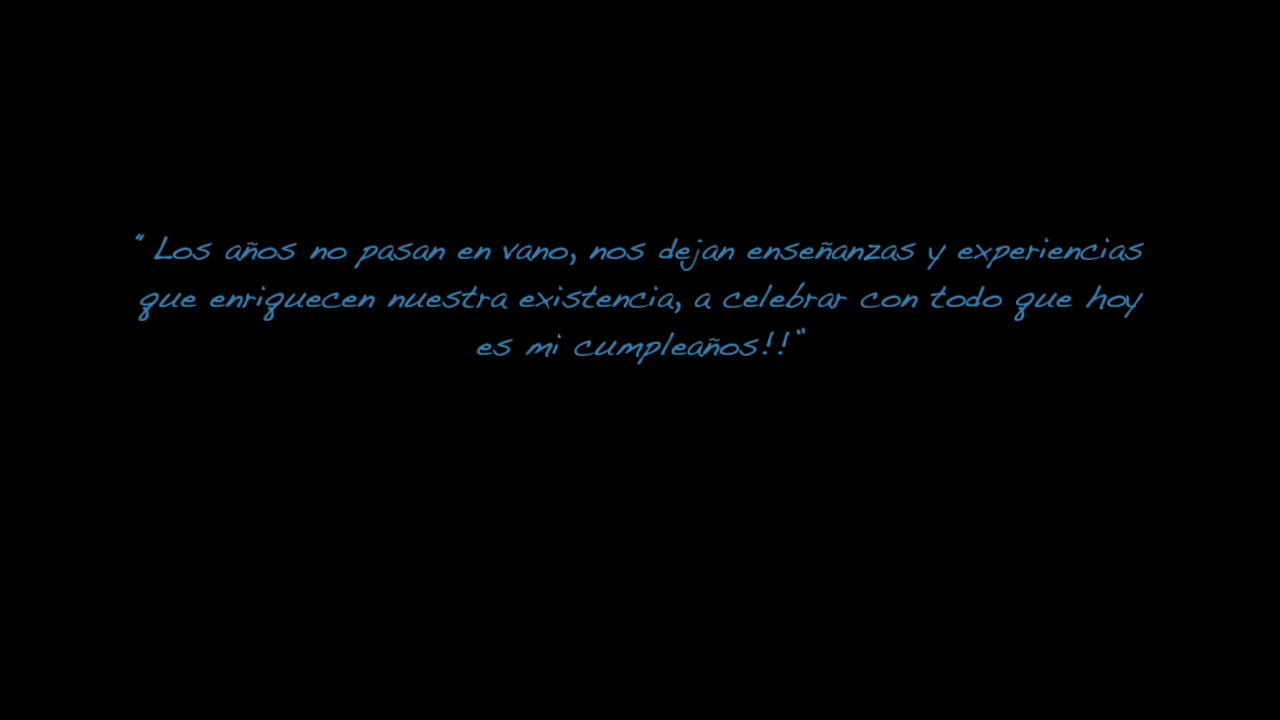 " Los años no pasan en vano, nos dejan enseñanzas y experiencias
que enriquecen nuestra existencia, a celebrar con todo que hoy
es mi cumpleaños!!"